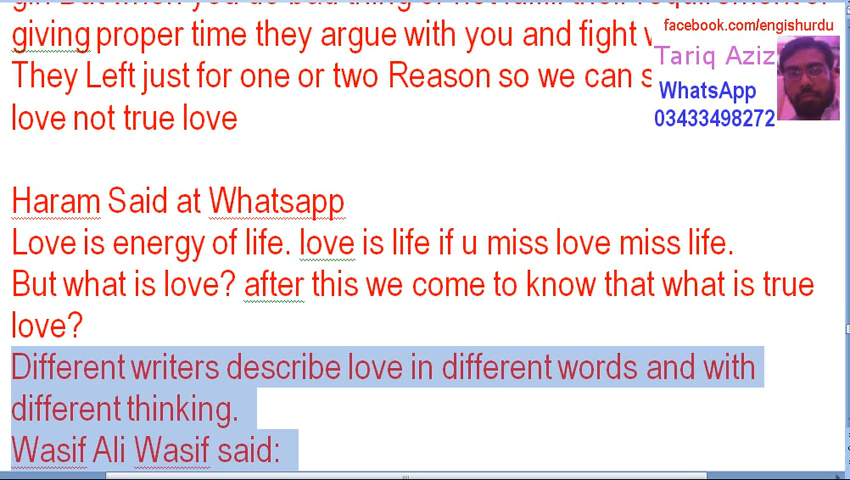 giving proper time they argue with you and fight
They Left just for one or two Reason so we can
love not true love
Haram Said at Whatsapp
Love is energy of life. love is life if u miss love miss life.
But what is love? after this we come to know that what is true
love?
Different writers describe love in different words and with
different thinking.
Wasif Ali Wasif said:
facebook.com/engishurdu
Tariq Aziz
WhatsApp
03433498272